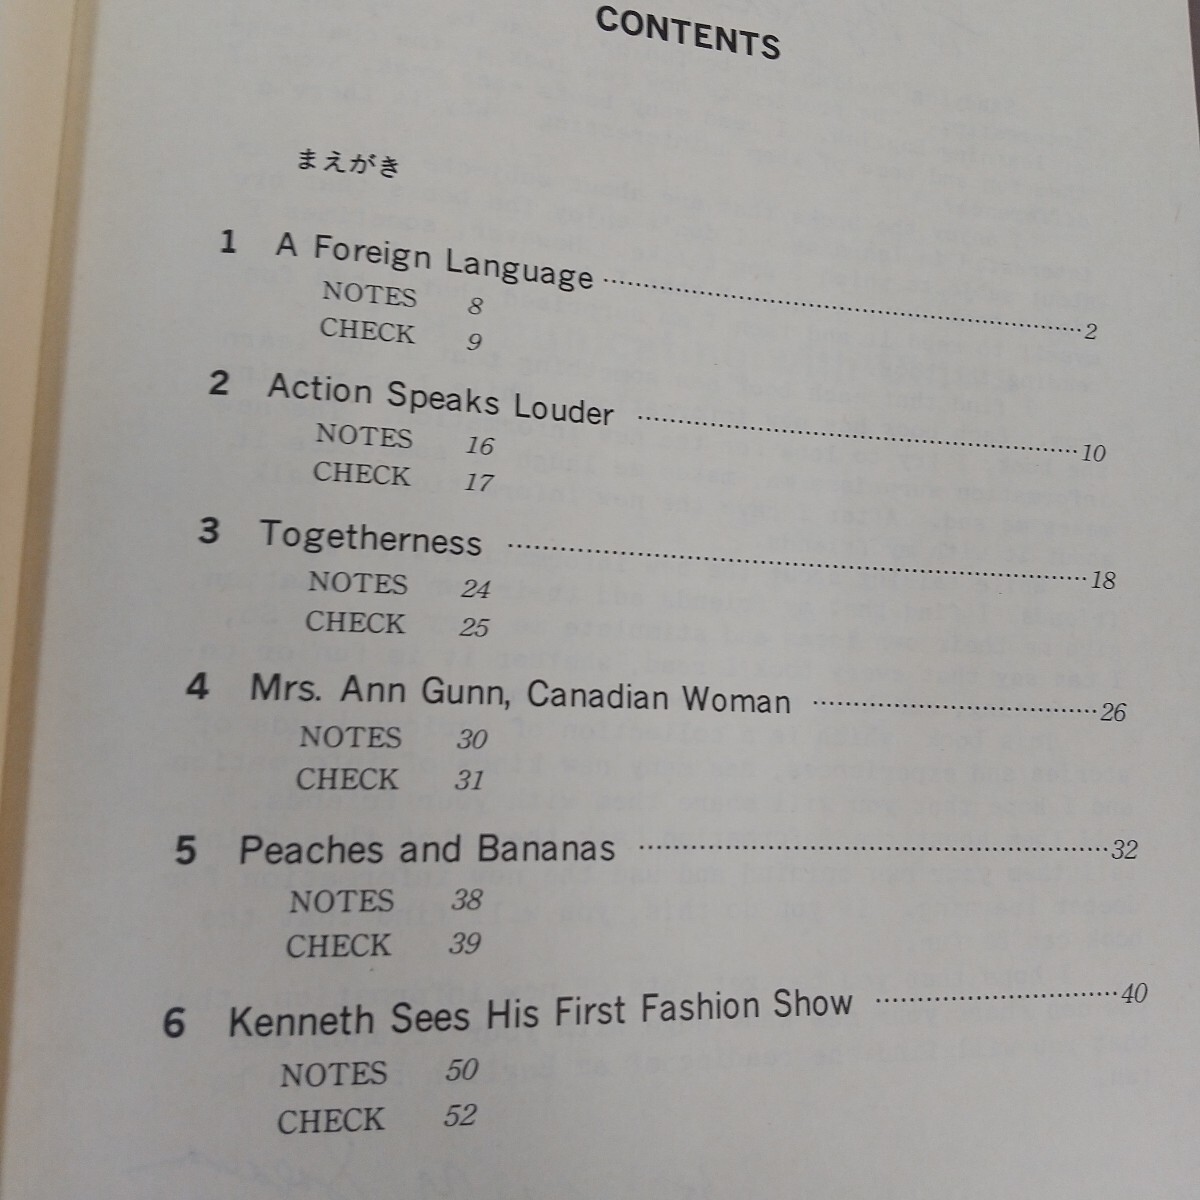 CONTENTS
まえがき
1 A Foreign Language ........ 2
NOTES 8
CHECK 9
2 Action Speaks Louder ........ 10
NOTES 16
CHECK 17
3 Togetherness ........ 18
NOTES 24
CHECK 25
4 Mrs. Ann Gunn, Canadian Woman ........ 26
NOTES 30
CHECK 31
5 Peaches and Bananas ........ 32
NOTES 38
CHECK 39
6 Kenneth Sees His First Fashion Show ........ 40
NOTES 50
CHECK 52